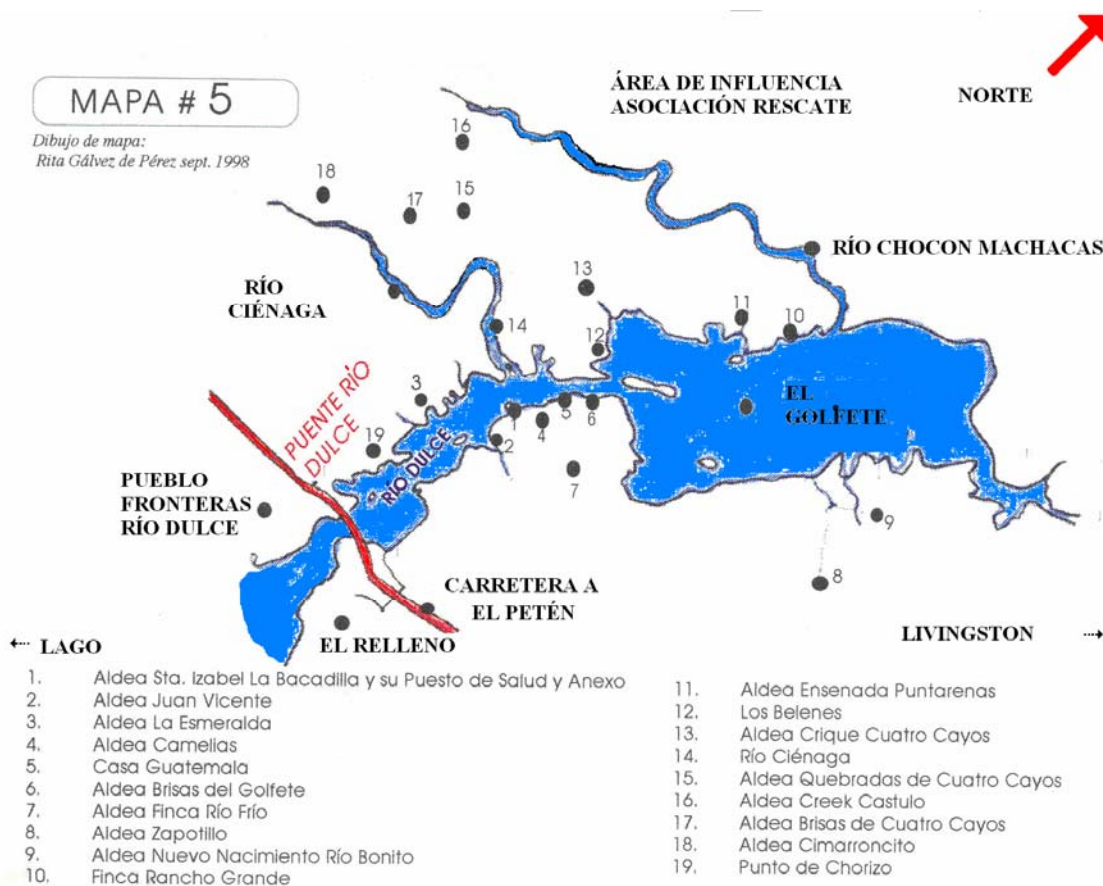 MAPA # 5
Dibujo de mapa:
Rita Gálvez de Pérez sept. 1998
ÁREA DE INFLUENCIA
ASOCIACIÓN RESCATE
NORTE
16
18
17
15
RÍO CHOCON MACHACAS
RÍO
CIÉNAGA
13
14
12
11
10
PUENTE RÍO
DULCE
3
19
RÍO DULCE
1
2
4
5
6
7
EL
GOLFETE
PUEBLO
FRONTERAS
RÍO DULCE
9
8
CARRETERA A
EL PETÉN
LAGO
EL RELLENO
LIVINGSTON
1. Aldea Sta. Izabel La Bacadilla y su Puesto de Salud y Anexo
2. Aldea Juan Vicente
3. Aldea La Esmeralda
4. Aldea Camelias
5. Casa Guatemala
6. Aldea Brisas del Golfete
7. Aldea Finca Río Frío
8. Aldea Zapotillo
9. Aldea Nuevo Nacimiento Río Bonito
10. Finca Rancho Grande
11. Aldea Ensenada Puntarenas
12. Los Belenes
13. Aldea Crique Cuatro Cayos
14. Río Ciénaga
15. Aldea Quebradas de Cuatro Cayos
16. Aldea Creek Castulo
17. Aldea Brisas de Cuatro Cayos
18. Aldea Cimarroncito
19. Punto de Chorizo